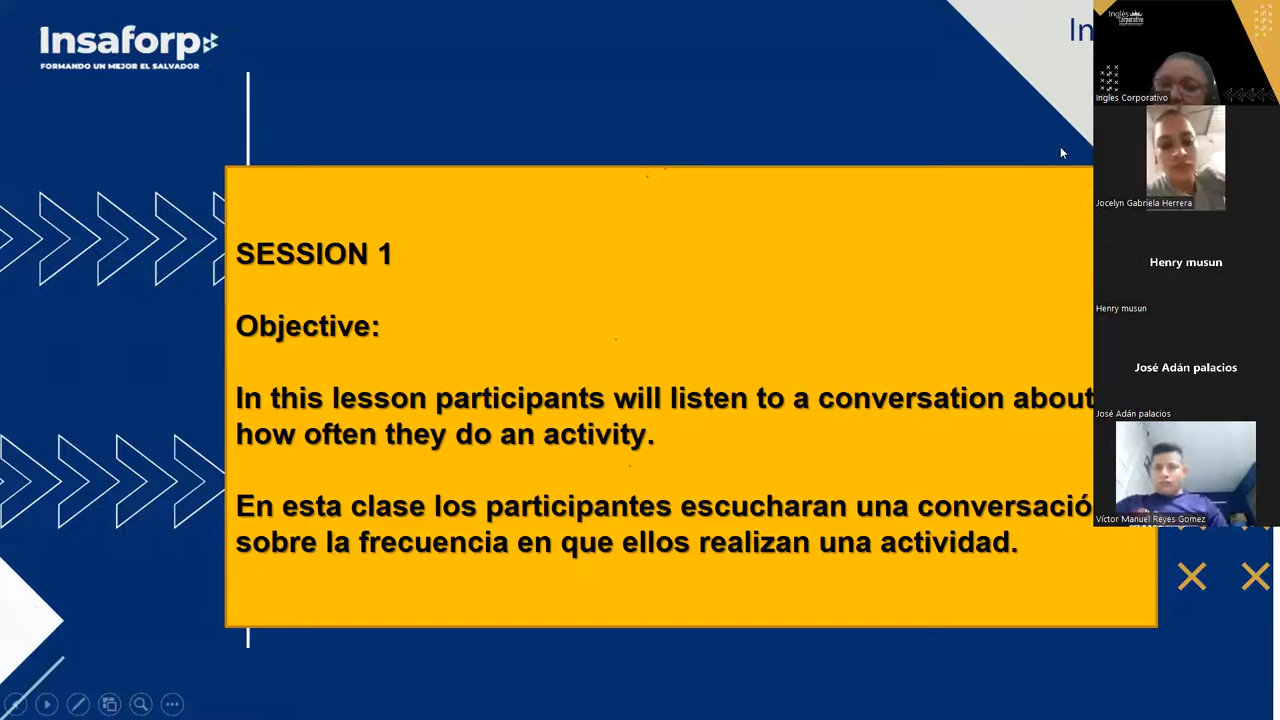 Insaforp
FORMANDO UN MEJOR EL SALVADOR
In
SESSION 1
Objective:
In this lesson participants will listen to a conversation about
how often they do an activity.
En esta clase los participantes escucharan una conversació
sobre la frecuencia en que ellos realizan una actividad.
Inglés
Corporativo
Ingles Corporativo
Jocelyn Gabriela Herrera
Henry musun
Henry musun
José Adán palacios
José Adán palacios
Víctor Manuel Reyes Gomez